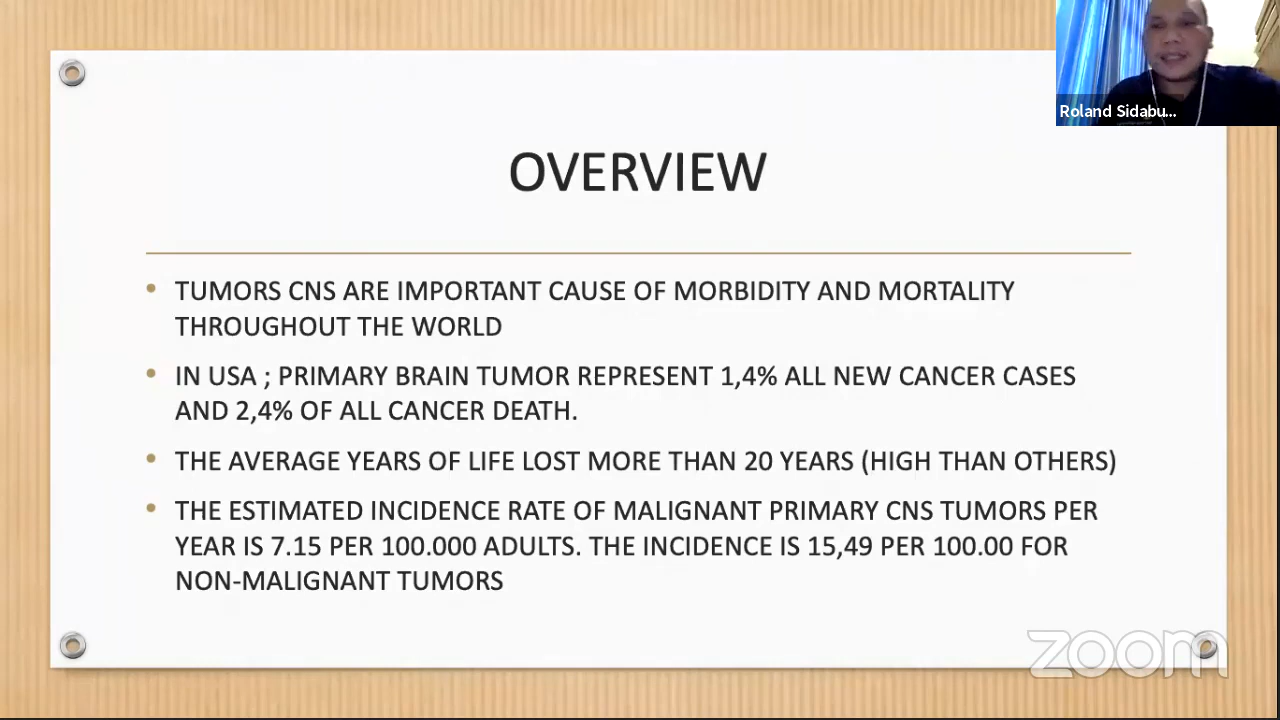 Roland Sidabu...
OVERVIEW
• TUMORS CNS ARE IMPORTANT CAUSE OF MORBIDITY AND MORTALITY
THROUGHOUT THE WORLD
• IN USA ; PRIMARY BRAIN TUMOR REPRESENT 1,4% ALL NEW CANCER CASES
AND 2,4% OF ALL CANCER DEATH.
• THE AVERAGE YEARS OF LIFE LOST MORE THAN 20 YEARS (HIGH THAN OTHERS)
• THE ESTIMATED INCIDENCE RATE OF MALIGNANT PRIMARY CNS TUMORS PER
YEAR IS 7.15 PER 100.000 ADULTS. THE INCIDENCE IS 15,49 PER 100.00 FOR
NON-MALIGNANT TUMORS
zoom